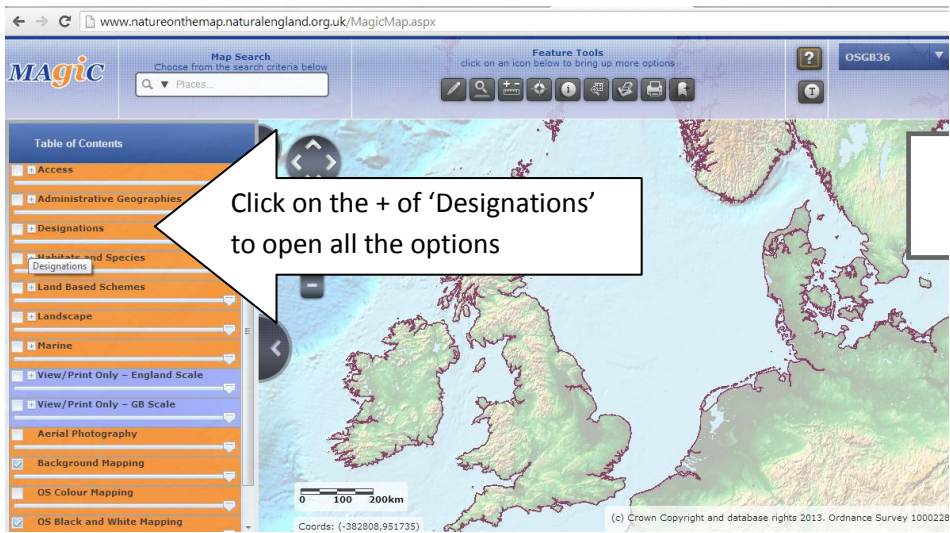 www.natureonthemap.naturalengland.org.uk/MagicMap.aspx
MAgic
Map Search
Choose from the search criteria below
Places...
Feature Tools
click on an icon below to bring up more options
?
OSGB36
T
Table of Contents
Access
Administrative Geographies
Designations
Habitats and Species
Designations
Land Based Schemes
Landscape
Marine
View/Print Only – England Scale
View/Print Only – GB Scale
Aerial Photography
Background Mapping
OS Colour Mapping
OS Black and White Mapping
Click on the + of ‘Designations’
to open all the options
0 100 200km
Coords: (-382808,951735)
(c) Crown Copyright and database rights 2013. Ordnance Survey 1000228